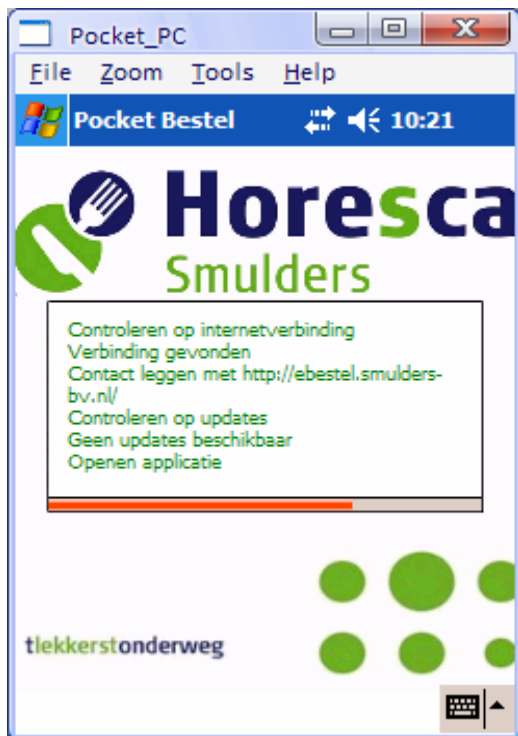 Pocket_PC
File Zoom Tools Help
Pocket Bestel 10:21
Horesca
Smulders
Controleren op internetverbinding
Verbinding gevonden
Contact leggen met http://ebestel.smulders-
bv.nl/
Controleren op updates
Geen updates beschikbaar
Openen applicatie
tlekkerstonderweg